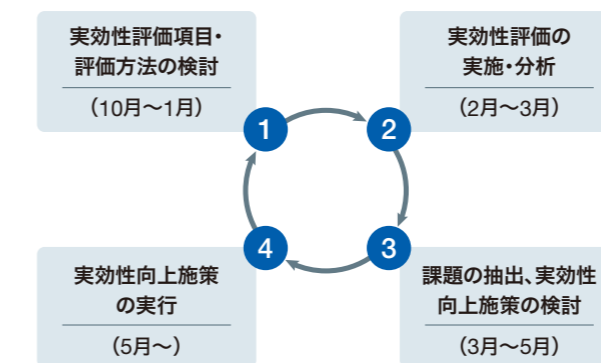 実効性評価項目・
評価方法の検討
（10月～1月）
1
実効性評価の
実施・分析
（2月～3月）
2
課題の抽出、実効性
向上施策の検討
（3月～5月）
3
実効性向上施策
の実行
（5月～）
4